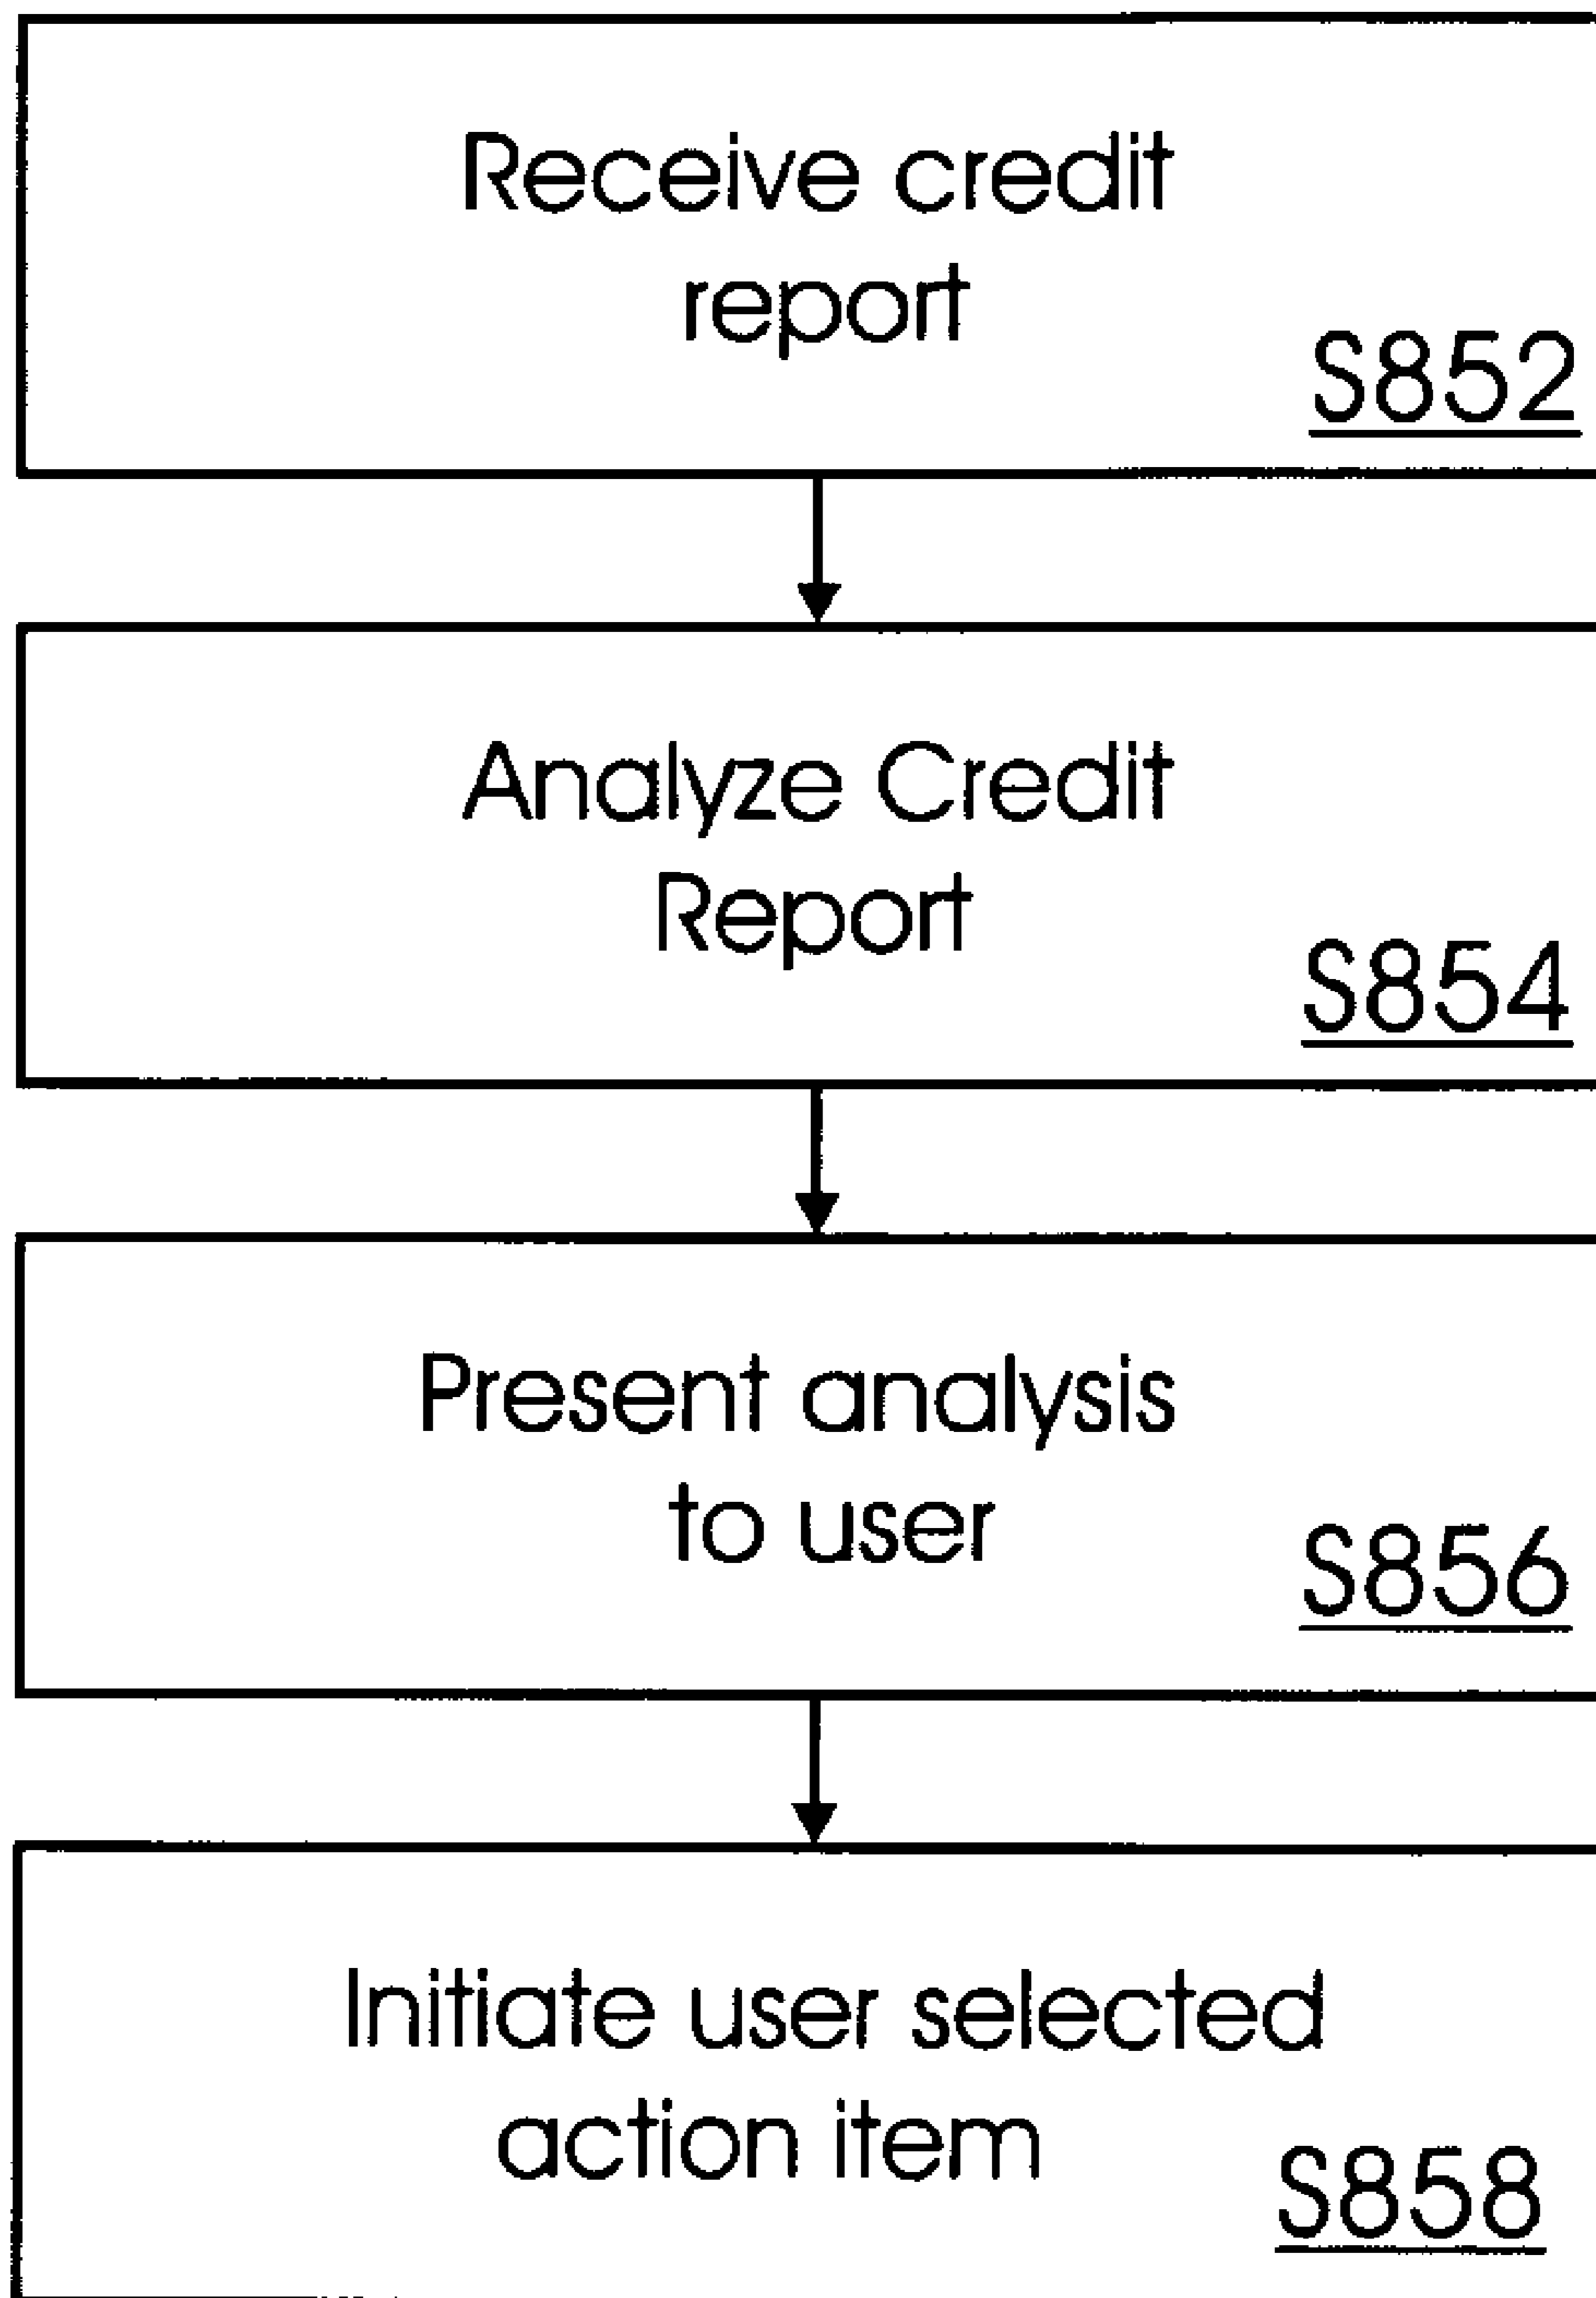 Receive credit
report
S852
Analyze Credit
Report
S854
Present analysis
to user
S856
Initiate user selected
action item
S858